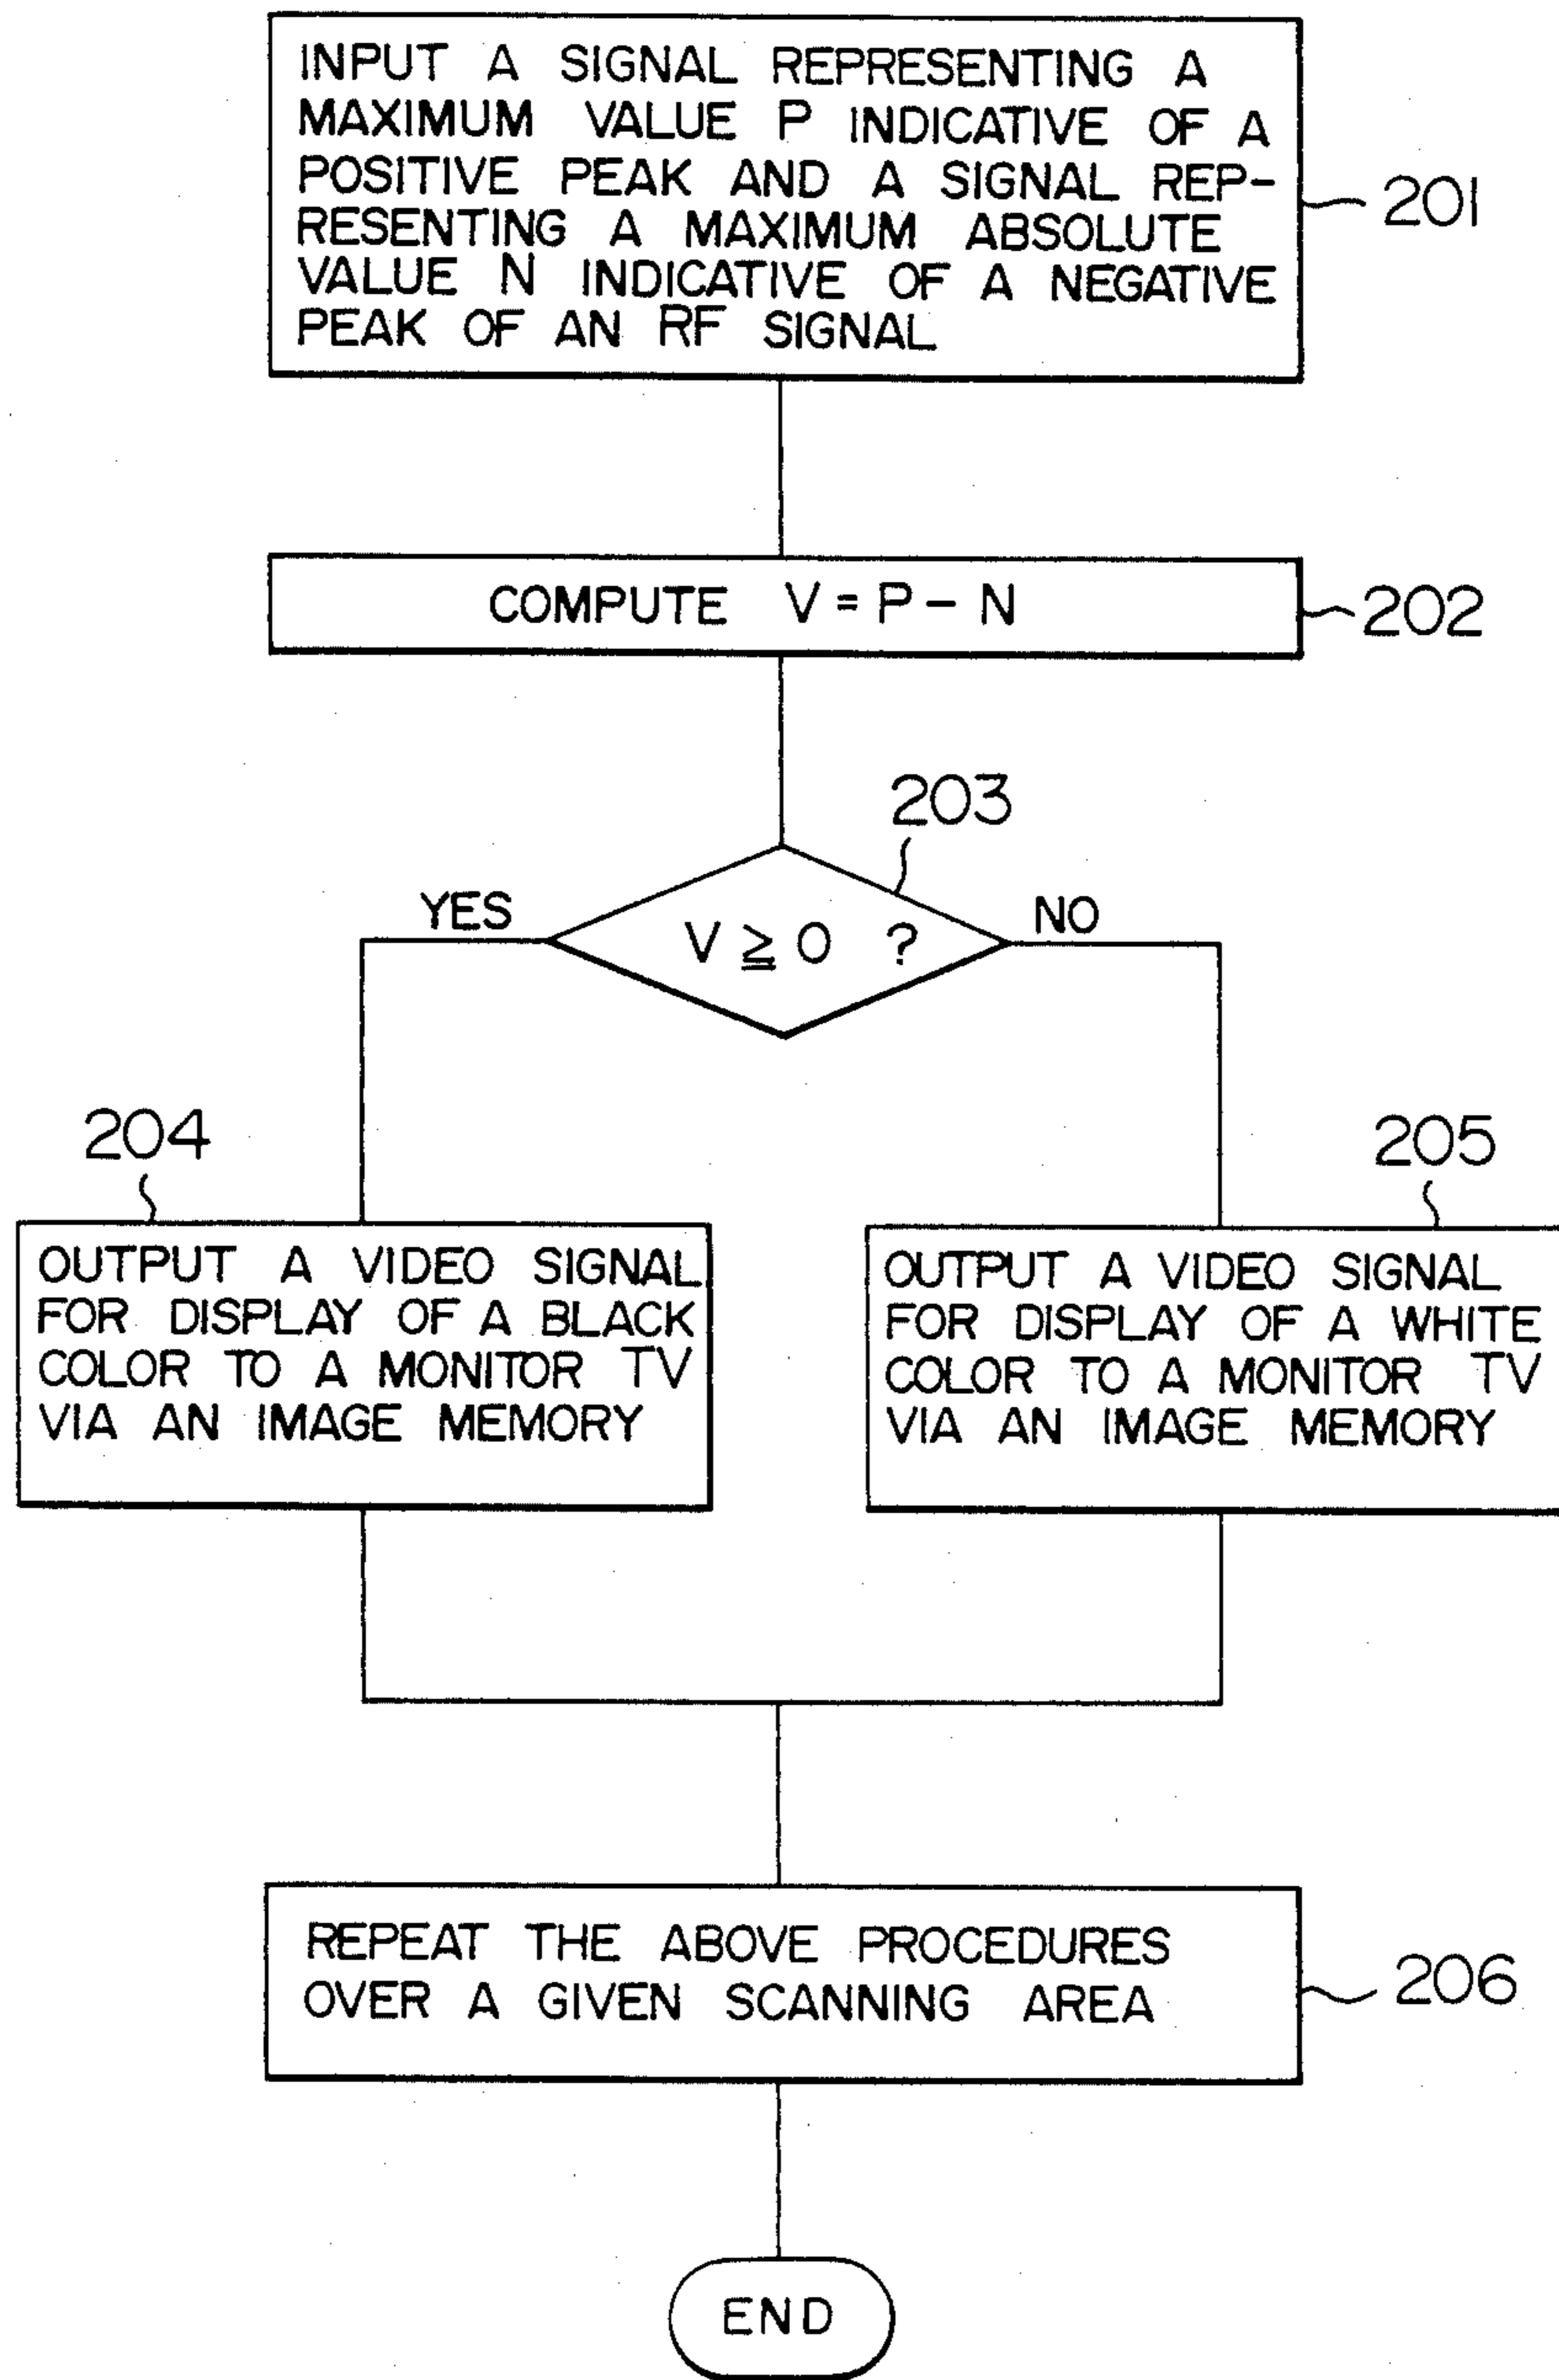 INPUT A SIGNAL REPRESENTING A
MAXIMUM VALUE P INDICATIVE OF A
POSITIVE PEAK AND A SIGNAL REP-
RESENTING A MAXIMUM ABSOLUTE
VALUE N INDICATIVE OF A NEGATIVE
PEAK OF AN RF SIGNAL
201
COMPUTE V = P - N
202
203
YES
V ≧ 0 ?
NO
204
OUTPUT A VIDEO SIGNAL
FOR DISPLAY OF A BLACK
COLOR TO A MONITOR TV
VIA AN IMAGE MEMORY
205
OUTPUT A VIDEO SIGNAL
FOR DISPLAY OF A WHITE
COLOR TO A MONITOR TV
VIA AN IMAGE MEMORY
REPEAT THE ABOVE PROCEDURES
OVER A GIVEN SCANNING AREA
206
END